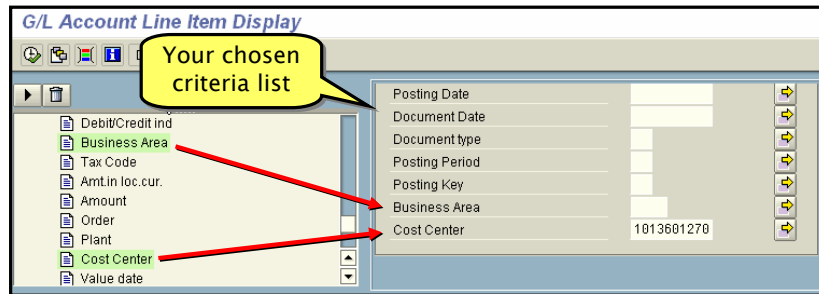 G/L Account Line Item Display
Your chosen
criteria list
Debit/Credit ind
Business Area
Tax Code
Amt.in loc.cur.
Amount
Order
Plant
Cost Center
Value date
Posting Date
Document Date
Document type
Posting Period
Posting Key
Business Area
Cost Center 1013601270